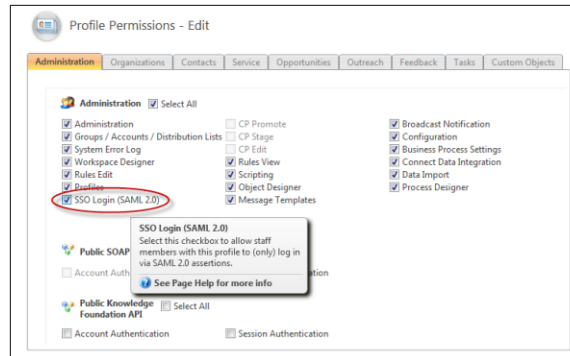 Profile Permissions - Edit
Administration Organizations Contacts Service Opportunities Outreach Feedback Tasks Custom Objects
Administration Select All
Administration CP Promote Broadcast Notification
Groups / Accounts / Distribution Lists CP Stage Configuration
System Error Log CP Edit Business Process Settings
Workspace Designer Rules View Connect Data Integration
Rules Edit Scripting Data Import
Profiles Object Designer Process Designer
SSO Login (SAML 2.0) Message Templates
SSO Login (SAML 2.0)
Select this checkbox to allow staff
members with this profile to (only) log in
via SAML 2.0 assertions.
See Page Help for more info
Public SOAP
Account Auth
Public Knowledge Select All
Foundation API
Account Authentication Session Authentication